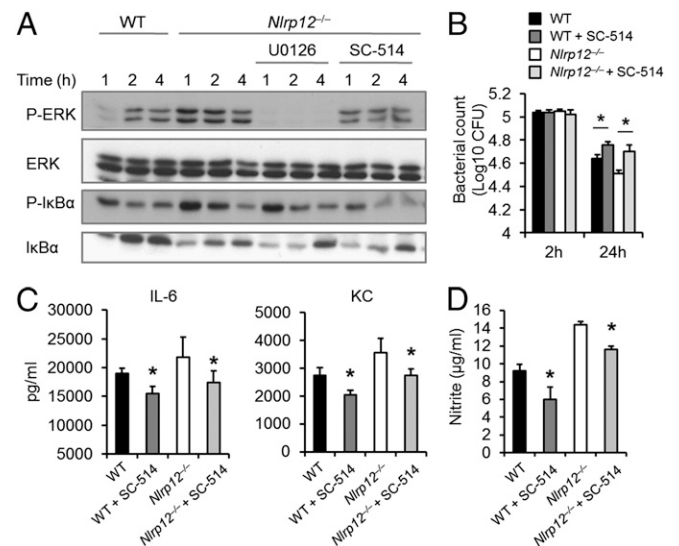 A
WT
Nlrp12–/–
U0126
SC-514
Time (h) 1 2 4 1 2 4 1 2 4 1 2 4
P-ERK
ERK
P-IκBα
IκBα
B
WT
WT + SC-514
Nlrp12–/–
Nlrp12–/– + SC-514
Bacterial count
(Log10 CFU)
5.2
5
4.8
4.6
4.4
4.2
4
* *
2h 24h
C
IL-6
pg/ml
30000
25000
20000
15000
10000
5000
* *
WT
WT + SC-514
Nlrp12–/–
Nlrp12–/– + SC-514
KC
5000
4000
3000
2000
1000
0
* *
WT
WT + SC-514
Nlrp12–/–
Nlrp12–/– + SC-514
D
Nitrite (µg/ml)
16
14
12
10
8
6
4
2
0
* *
WT
WT + SC-514
Nlrp12–/–
Nlrp12–/– + SC-514